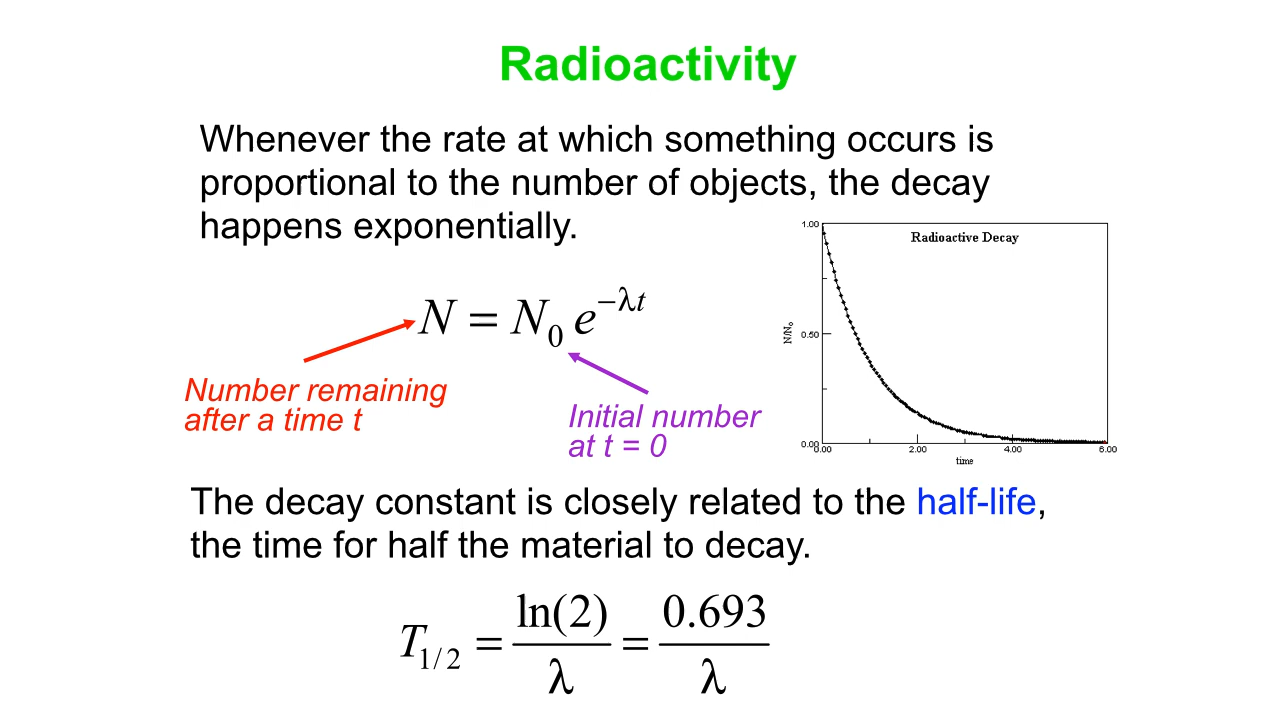 Radioactivity
Whenever the rate at which something occurs is
proportional to the number of objects, the decay
happens exponentially.
N = N₀ e^{−λt}
Number remaining
after a time t
Initial number
at t = 0
Radioactive Decay
1.00
0.50
0.00
N/N₀
0.00 2.00 4.00 6.00
time
The decay constant is closely related to the half-life,
the time for half the material to decay.
T_{1/2} = ln(2)/λ = 0.693/λ